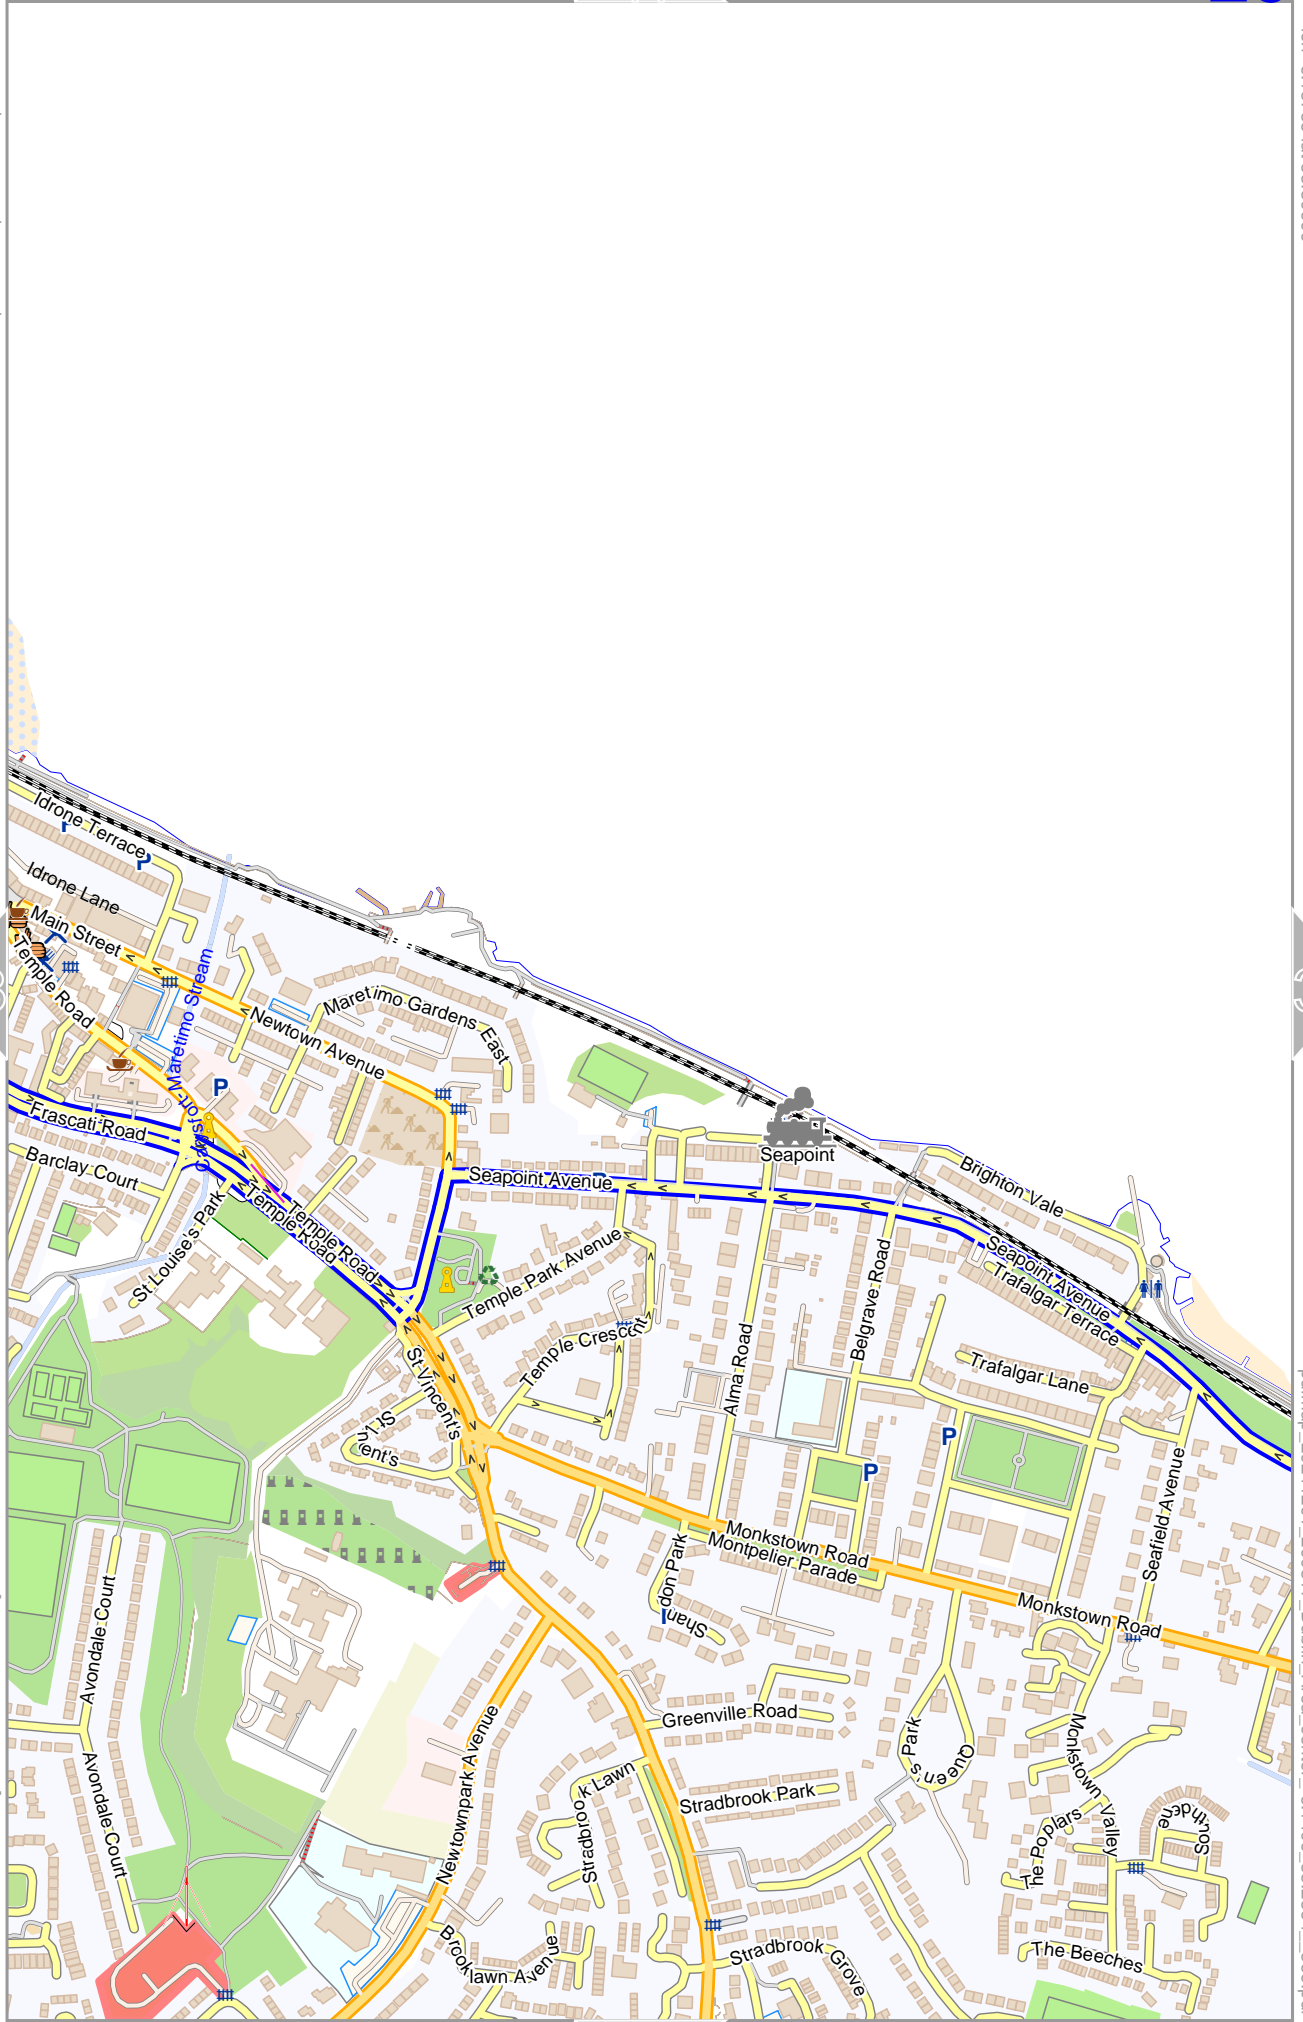 Idrone Terrace
P
P
Idrone Lane
Main Street
Temple Road
Carysfort-Maretimo Stream
Maretimo Gardens East
Newtown Avenue
P
Frascati Road
Barclay Court
Seapoint
Seapoint Avenue
Brighton Vale
St Louise's Park
Temple Road
Temple Road
Temple Park Avenue
Belgrave Road
Seapoint Avenue
Trafalgar Terrace
Temple Crescent
St Vincent's
Alma Road
Trafalgar Lane
P
P
Seafield Avenue
Monkstown Road
Montpelier Parade
Avondale Court
Shandon Park
Monkstown Road
Greenville Road
Queen's Park
Monkstown Valley
Newtownpark Avenue
Stradbrook Lawn
Stradbrook Park
Avondale Court
The Poplars
Southdene
Brooklawn Avenue
Stradbrook Grove
The Beeches